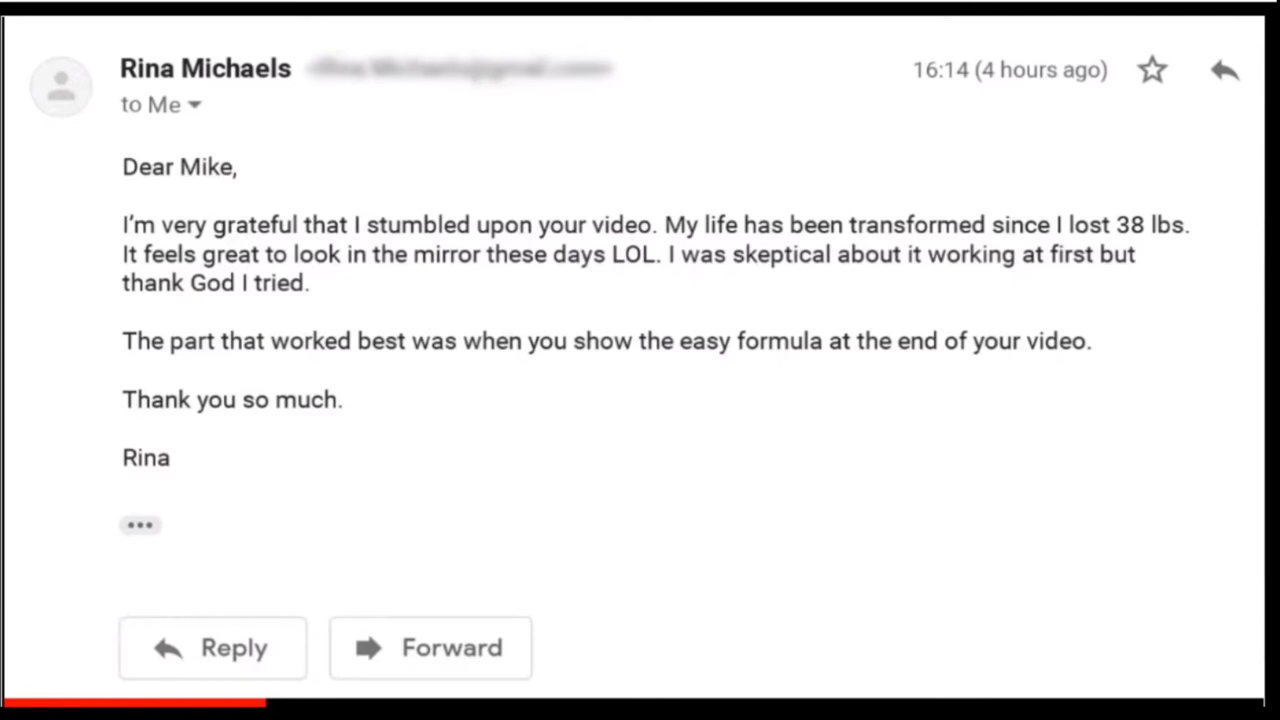 Rina Michaels
16:14 (4 hours ago)
to Me
Dear Mike,
I’m very grateful that I stumbled upon your video. My life has been transformed since I lost 38 lbs.
It feels great to look in the mirror these days LOL. I was skeptical about it working at first but
thank God I tried.
The part that worked best was when you show the easy formula at the end of your video.
Thank you so much.
Rina
Reply
Forward